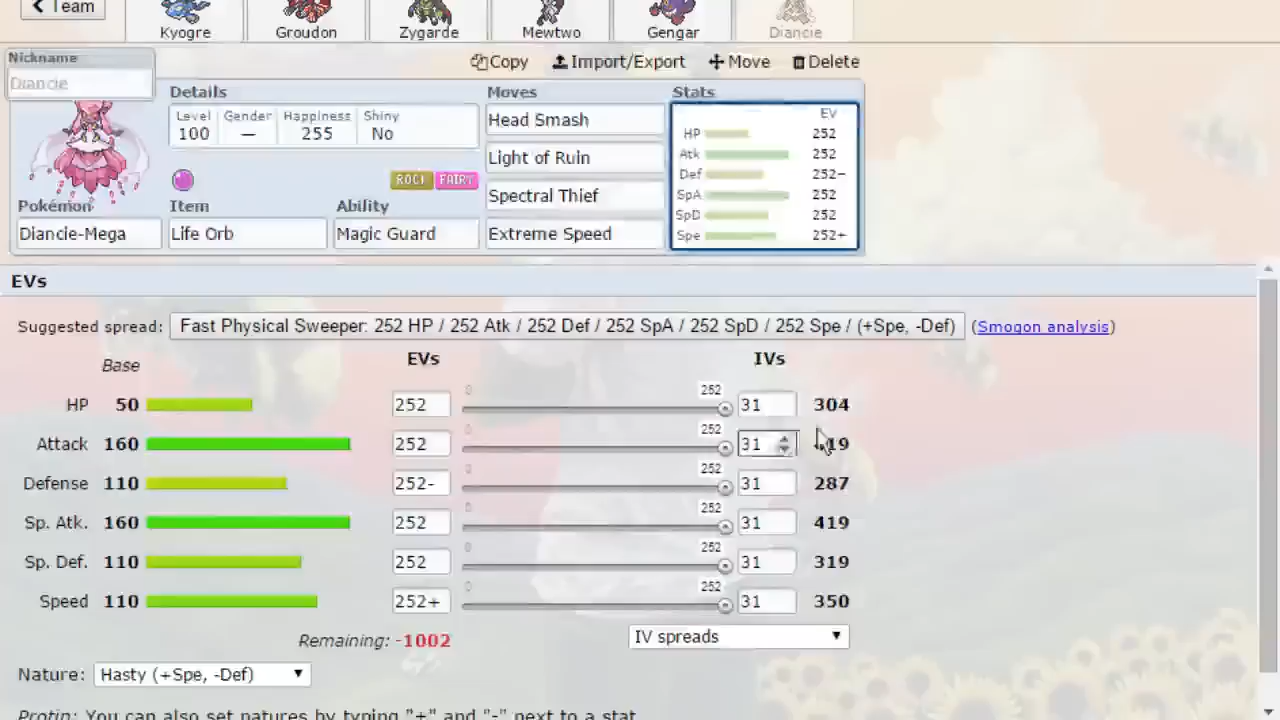 < Team
Kyogre
Groudon
Zygarde
Mewtwo
Gengar
Diancie
Nickname
Diancie
Copy
Import/Export
Move
Delete
Details
Level
100
Gender
—
Happiness
255
Shiny
No
ROCK FAIRY
Pokémon
Diancie-Mega
Item
Life Orb
Ability
Magic Guard
Moves
Head Smash
Light of Ruin
Spectral Thief
Extreme Speed
Stats
EV
HP 252
Atk 252
Def 252−
SpA 252
SpD 252
Spe 252+
EVs
Suggested spread: Fast Physical Sweeper: 252 HP / 252 Atk / 252 Def / 252 SpA / 252 SpD / 252 Spe / (+Spe, -Def) (Smogon analysis)
Base EVs IVs
HP 50 252 0 252 31 304
Attack 160 252 0 252 31 19
Defense 110 252- 0 252 31 287
Sp. Atk. 160 252 0 252 31 419
Sp. Def. 110 252 0 252 31 319
Speed 110 252+ 0 252 31 350
Remaining: -1002
IV spreads
Nature: Hasty (+Spe, -Def)
Protip: You can also set natures by typing "+" and "-" next to a stat